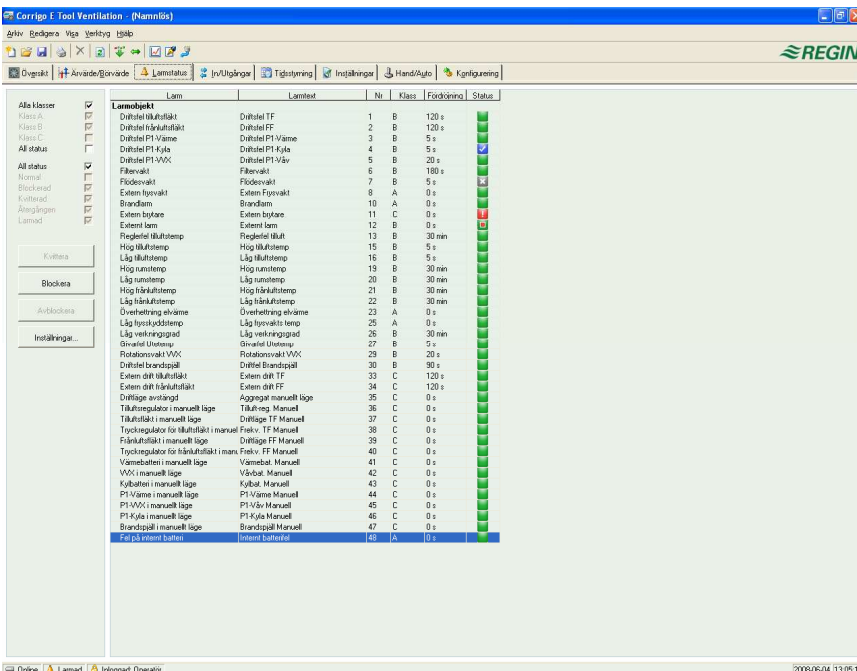 Corrigo E Tool Ventilation - (Namnlös)
Arkiv Redigera Visa Verktyg Hjälp
REGIN
Översikt Ärvärde/Börvärde Larmstatus In/Utgångar Tidsstyrning Inställningar Hand/Auto Konfigurering
Alla klasser
Klass A
Klass B
Klass C
All status
All status
Normal
Blockerad
Kvitterad
Återgången
Larmad
Kvittera
Blockera
Avblockera
Inställningar...
Larm Larmtext Nr Klass Fördröjning Status
Larmobjekt
Driftsfel tilluftsfläkt Driftsfel TF 1 B 120 s
Driftsfel frånluftsfläkt Driftsfel FF 2 B 120 s
Driftsfel P1-Värme Driftsfel P1-Värme 3 B 5 s
Driftsfel P1-Kyla Driftsfel P1-Kyla 4 B 5 s
Driftsfel P1-VVX Driftsfel P1-Våv 5 B 20 s
Filtervakt Filtervakt 6 B 180 s
Flödesvakt Flödesvakt 7 B 5 s
Extern frysvakt Extern Frysvakt 8 A 0 s
Brandlarm Brandlarm 10 A 0 s
Extern brytare Extern brytare 11 C 0 s
Externt larm Externt larm 12 B 0 s
Reglerfel tilluftstemp Reglerfel tilluft 13 B 30 min
Hög tilluftstemp Hög tilluftstemp 15 B 5 s
Låg tilluftstemp Låg tilluftstemp 16 B 5 s
Hög rumstemp Hög rumstemp 19 B 30 min
Låg rumstemp Låg rumstemp 20 B 30 min
Hög frånluftstemp Hög frånluftstemp 21 B 30 min
Låg frånluftstemp Låg frånluftstemp 22 B 30 min
Överhettning elvärme Överhettning elvärme 23 A 0 s
Låg frysskyddstemp Låg frysvakts temp 25 A 0 s
Låg verkningsgrad Låg verkningsgrad 26 B 30 min
Givarfel Utetemp Givarfel Utetemp 27 B 5 s
Rotationsvakt VVX Rotationsvakt VVX 29 B 20 s
Driftsfel brandspjäll Driftfel Brandspjäll 30 B 90 s
Extern drift tilluftsfläkt Extern drift TF 33 C 120 s
Extern drift frånluftsfläkt Extern drift FF 34 C 120 s
Driftläge avstängd Aggregat manuellt läge 35 C 0 s
Tilluftsregulator i manuellt läge Tilluft-reg. Manuell 36 C 0 s
Tilluftsfläkt i manuellt läge Driftläge TF Manuell 37 C 0 s
Tryckregulator för tilluftsfläkt i manuel Frekv. TF Manuell 38 C 0 s
Frånluftsfläkt i manuellt läge Driftläge FF Manuell 39 C 0 s
Tryckregulator för frånluftsfläkt i manu Frekv. FF Manuell 40 C 0 s
Värmebatteri i manuellt läge Värmebat. Manuell 41 C 0 s
VVX i manuellt läge Våvbat. Manuell 42 C 0 s
Kylbatteri i manuellt läge Kylbat. Manuell 43 C 0 s
P1-Värme i manuellt läge P1-Värme Manuell 44 C 0 s
P1-VVX i manuellt läge P1-Våv Manuell 45 C 0 s
P1-Kyla i manuellt läge P1-Kyla Manuell 46 C 0 s
Brandspjäll i manuellt läge Brandspjäll Manuell 47 C 0 s
Fel på internt batteri Internt batterifel 48 A 0 s
Online Larmad Inloggad: Operatör 2008-06-04 13:05:1